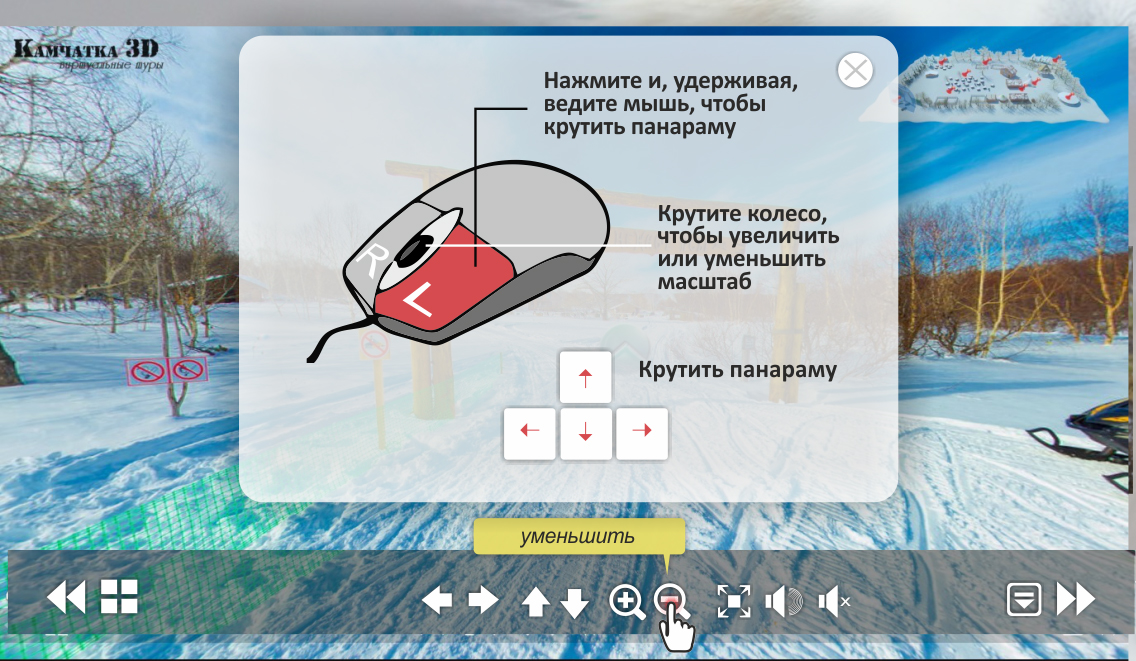 Камчатка 3D
виртуальные туры
Нажмите и, удерживая,
ведите мышь, чтобы
крутить панараму
Крутите колесо,
чтобы увеличить
или уменьшить
масштаб
R
L
Крутить панараму
уменьшить